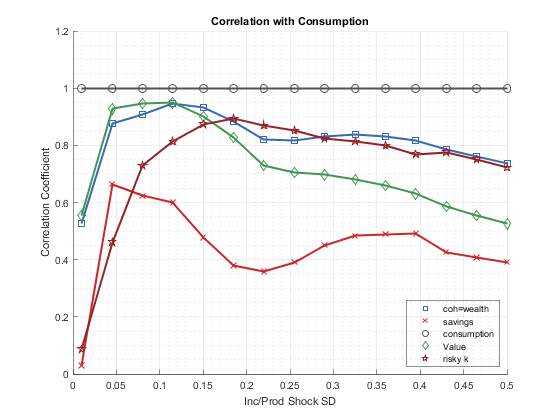 Correlation with Consumption
1.2
1
0.8
0.6
0.4
0.2
0
Correlation Coefficient
0 0.05 0.1 0.15 0.2 0.25 0.3 0.35 0.4 0.45 0.5
Inc/Prod Shock SD
coh=wealth
savings
consumption
Value
risky k